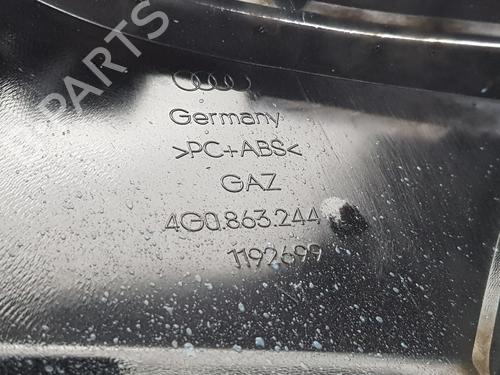 PARTS
Germany
>PC+ABS<
GAZ
4G0.863.244
1192699